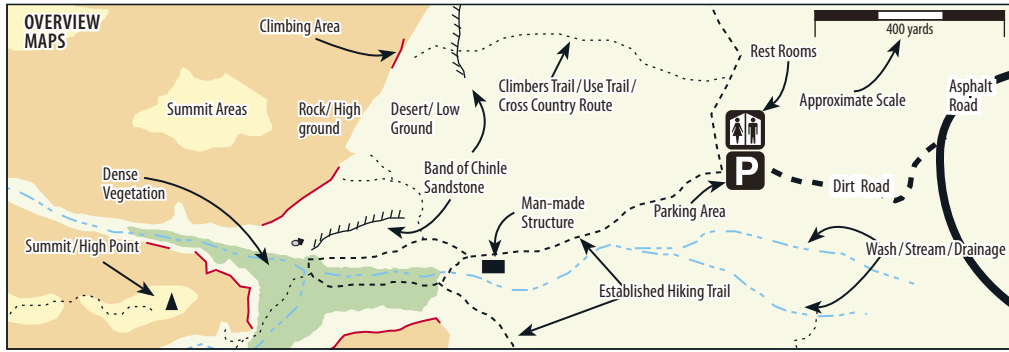 OVERVIEW
MAPS
Climbing Area
400 yards
Rest Rooms
Summit Areas
Rock/ High
ground
Desert/ Low
Ground
Climbers Trail/Use Trail/
Cross Country Route
Approximate Scale
Asphalt
Road
Dense
Vegetation
Band of Chinle
Sandstone
P
Man-made
Structure
Parking Area
Dirt Road
Summit/High Point
Established Hiking Trail
Wash/Stream/Drainage